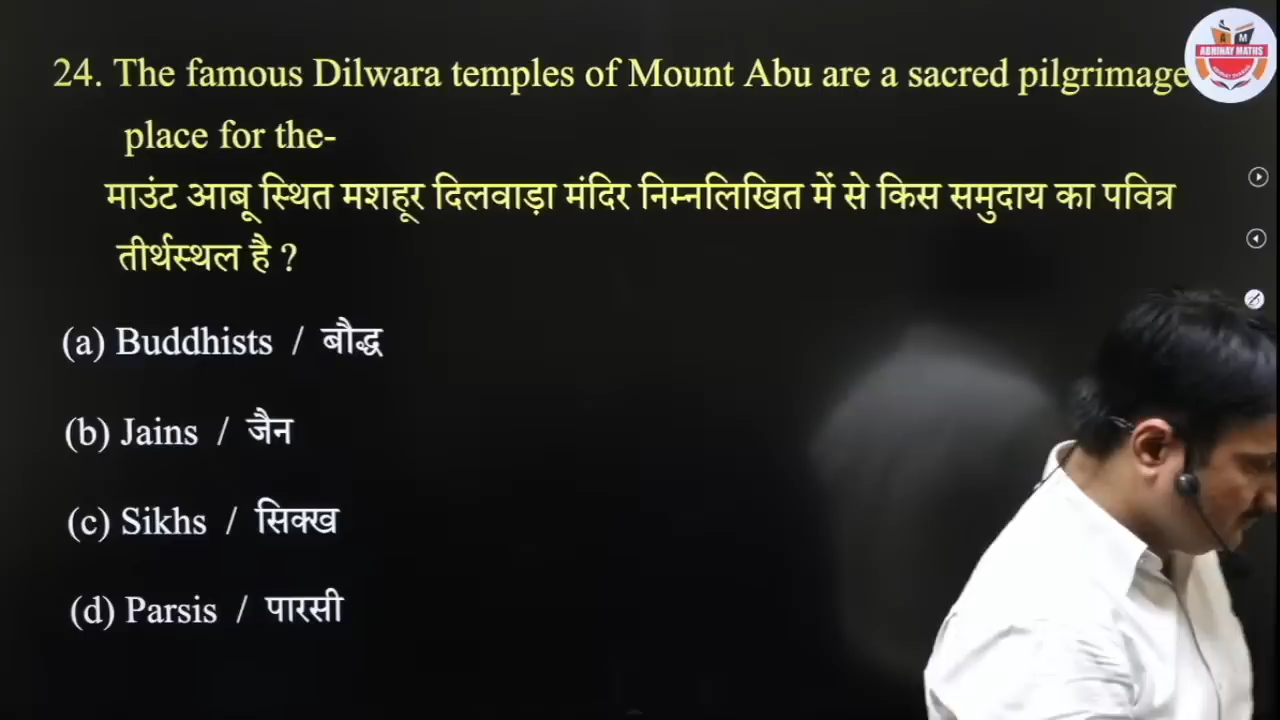 24. The famous Dilwara temples of Mount Abu are a sacred pilgrimage
place for the-
माउंट आबू स्थित मशहूर दिलवाड़ा मंदिर निम्नलिखित में से किस समुदाय का पवित्र
तीर्थस्थल है ?
(a) Buddhists / बौद्ध
(b) Jains / जैन
(c) Sikhs / सिक्ख
(d) Parsis / पारसी
A M
ABHINAY MATHS